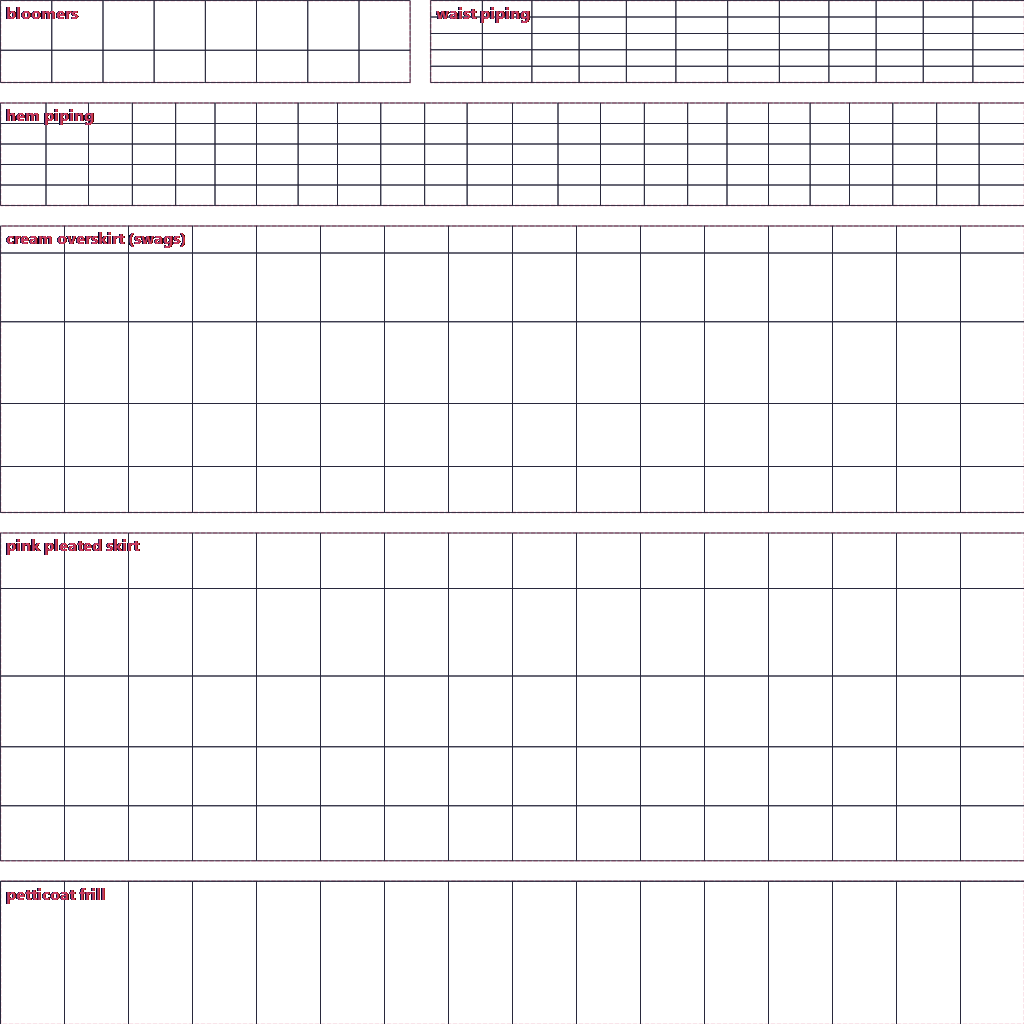 bloomers
waist piping
hem piping
cream overskirt (swags)
pink pleated skirt
petticoat frill